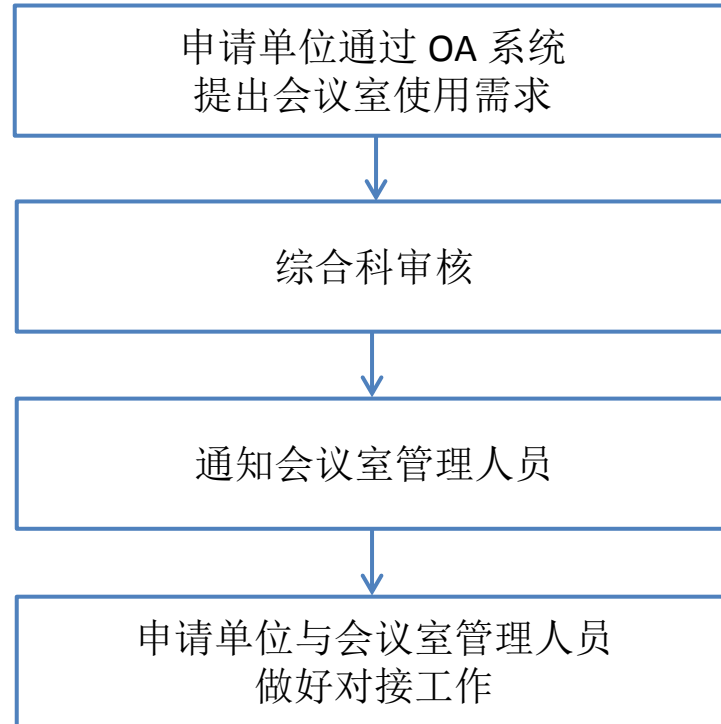 申请单位通过 OA 系统
提出会议室使用需求
综合科审核
通知会议室管理人员
申请单位与会议室管理人员
做好对接工作